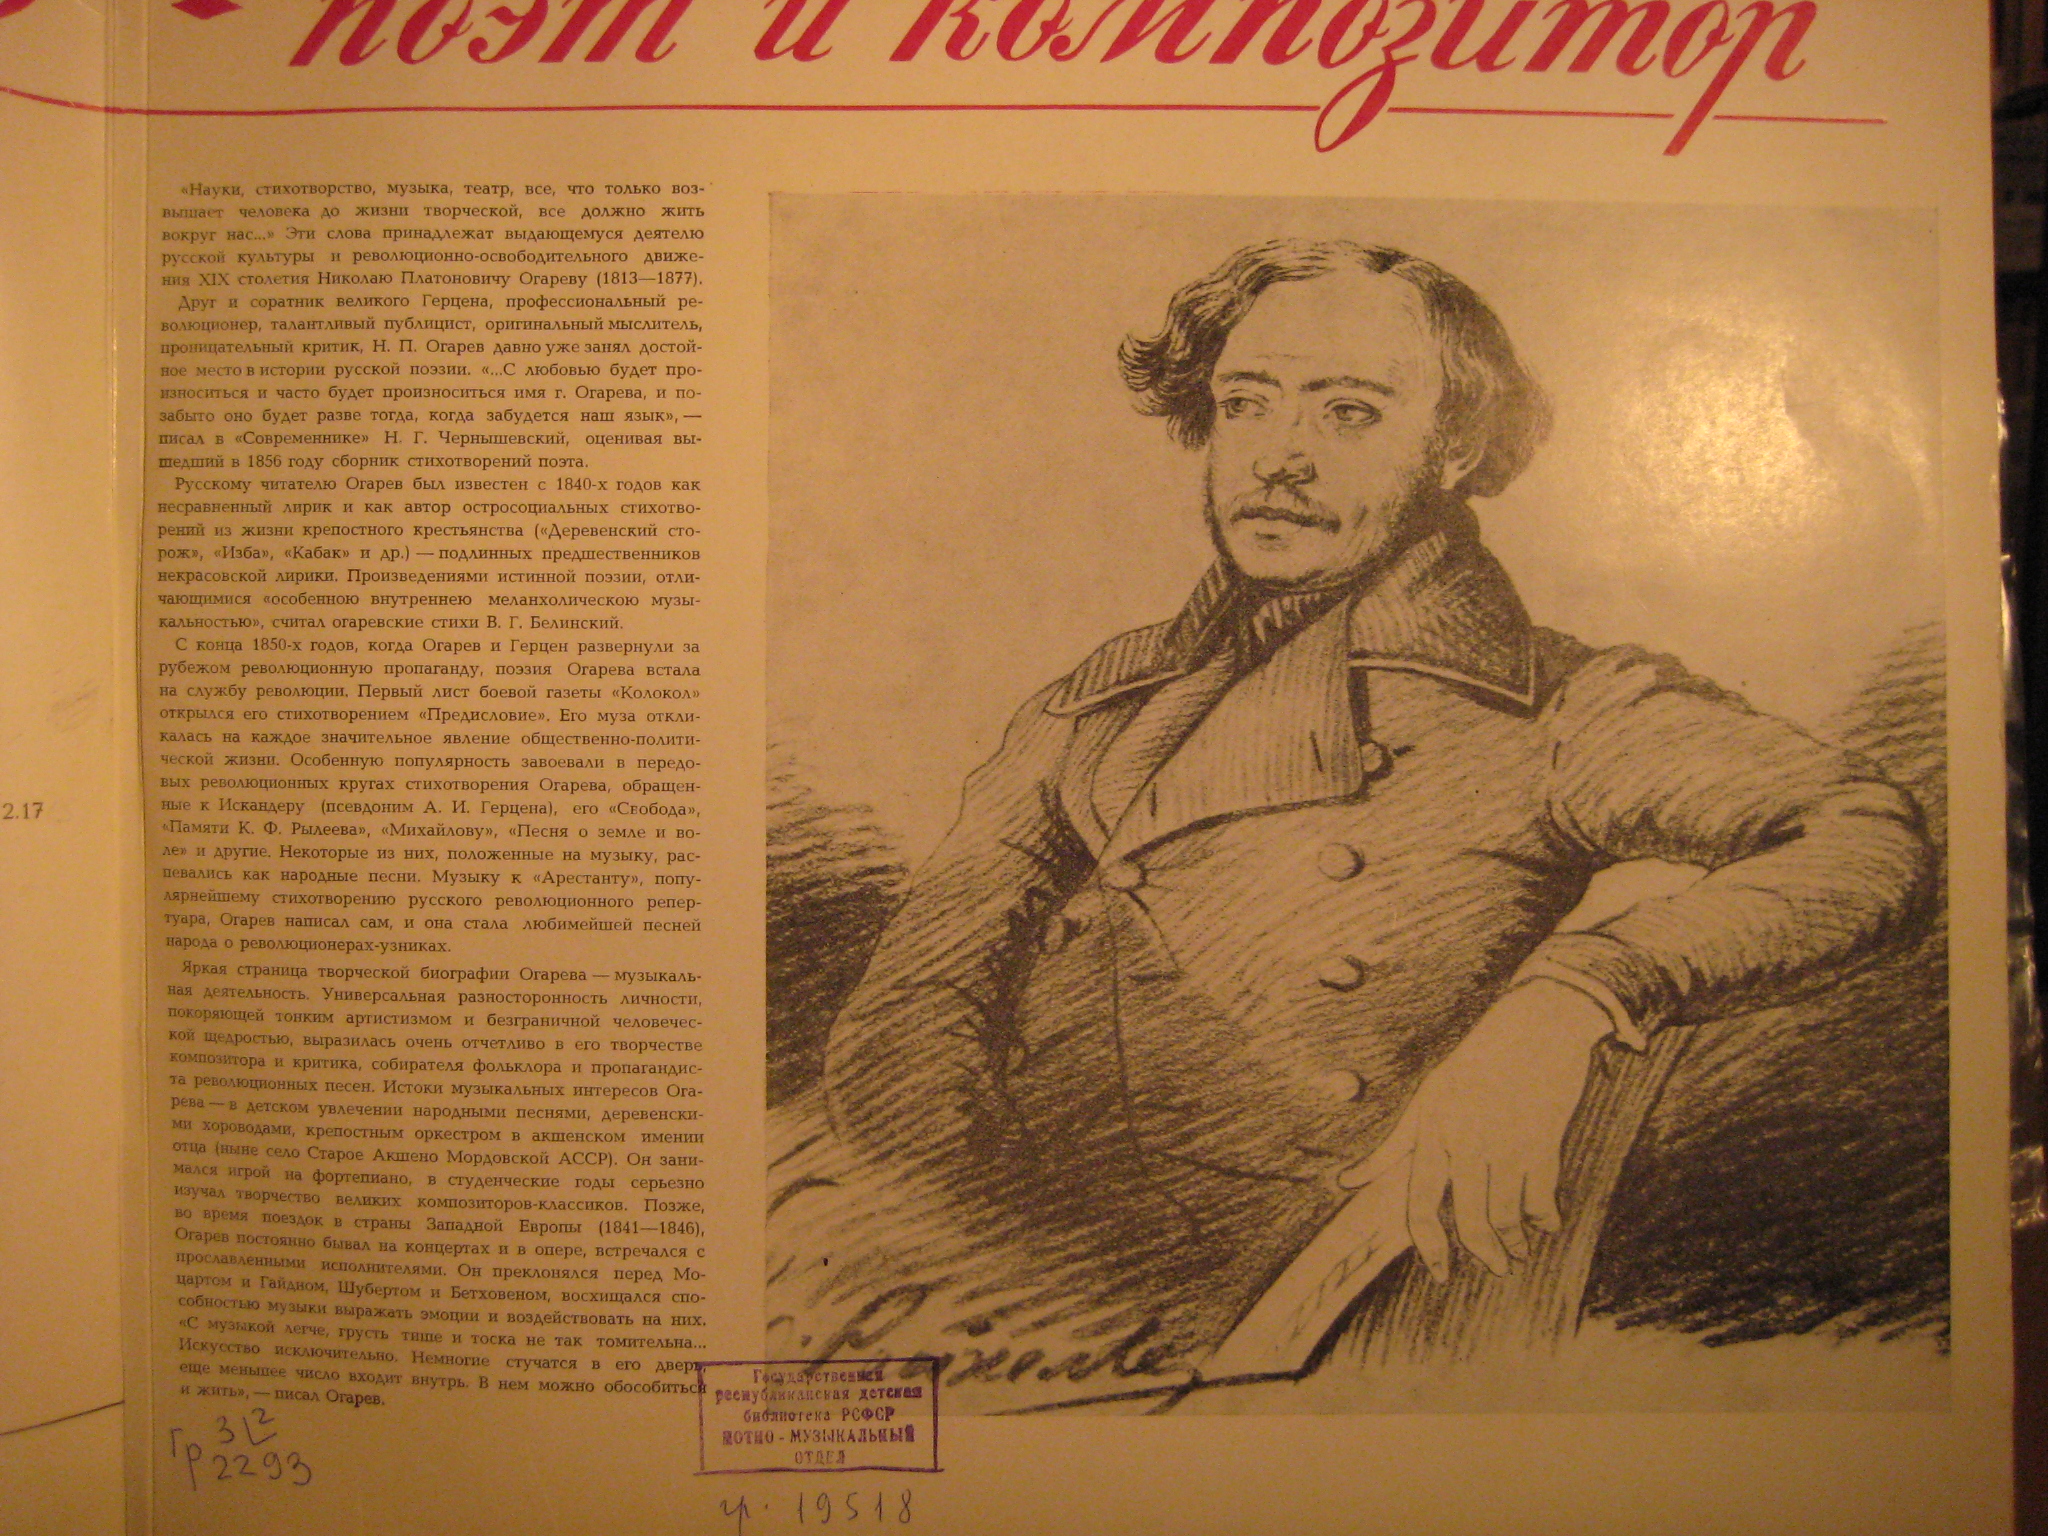 - поэт и композитор
«Науки, стихотворство, музыка, театр, все, что только воз-
вышает человека до жизни творческой, все должно жить
вокруг нас...» Эти слова принадлежат выдающемуся деятелю
русской культуры и революционно-освободительного движе-
ния XIX столетия Николаю Платоновичу Огареву (1813—1877).
Друг и соратник великого Герцена, профессиональный ре-
волюционер, талантливый публицист, оригинальный мыслитель,
проницательный критик, Н. П. Огарев давно уже занял достой-
ное место в истории русской поэзии. «...С любовью будет про-
износиться и часто будет произноситься имя г. Огарева, и по-
забыто оно будет разве тогда, когда забудется наш язык», —
писал в «Современнике» Н. Г. Чернышевский, оценивая вы-
шедший в 1856 году сборник стихотворений поэта.
Русскому читателю Огарев был известен с 1840-х годов как
несравненный лирик и как автор остросоциальных стихотво-
рений из жизни крепостного крестьянства («Деревенский сто-
рож», «Изба», «Кабак» и др.) — подлинных предшественников
некрасовской лирики. Произведениями истинной поэзии, отли-
чающимися «особенною внутреннею меланхолическою музы-
кальностью», считал огаревские стихи В. Г. Белинский.
С конца 1850-х годов, когда Огарев и Герцен развернули за
рубежом революционную пропаганду, поэзия Огарева встала
на службу революции. Первый лист боевой газеты «Колокол»
открылся его стихотворением «Предисловие». Его муза откли-
калась на каждое значительное явление общественно-полити-
ческой жизни. Особенную популярность завоевали в передо-
вых революционных кругах стихотворения Огарева, обращен-
ные к Искандеру (псевдоним А. И. Герцена), его «Свобода»,
«Памяти К. Ф. Рылеева», «Михайлову», «Песня о земле и во-
ле» и другие. Некоторые из них, положенные на музыку, рас-
певались как народные песни. Музыку к «Арестанту», попу-
лярнейшему стихотворению русского революционного репер-
туара, Огарев написал сам, и она стала любимейшей песней
народа о революционерах-узниках.
Яркая страница творческой биографии Огарева — музыкаль-
ная деятельность. Универсальная разносторонность личности,
покоряющей тонким артистизмом и безграничной человечес-
кой щедростью, выразилась очень отчетливо в его творчестве
композитора и критика, собирателя фольклора и пропагандис-
та революционных песен. Истоки музыкальных интересов Ога-
рева — в детском увлечении народными песнями, деревенски-
ми хороводами, крепостным оркестром в акшенском имении
отца (ныне село Старое Акшено Мордовской АССР). Он зани-
мался игрой на фортепиано, в студенческие годы серьезно
изучал творчество великих композиторов-классиков. Позже,
во время поездок в страны Западной Европы (1841—1846),
Огарев постоянно бывал на концертах и в опере, встречался с
прославленными исполнителями. Он преклонялся перед Мо-
цартом и Гайдном, Шубертом и Бетховеном, восхищался спо-
собностью музыки выражать эмоции и воздействовать на них.
«С музыкой легче, грусть тише и тоска не так томительна...
Искусство исключительно. Немногие стучатся в его дверь,
еще меньшее число входит внутрь. В нем можно обособиться
и жить», — писал Огарев.
2.17
Гр 3 2
2293
Государственная
республиканская детская
библиотека РСФСР
НОТНО - МУЗЫКАЛЬНЫЙ
ОТДЕЛ
гр. 19518